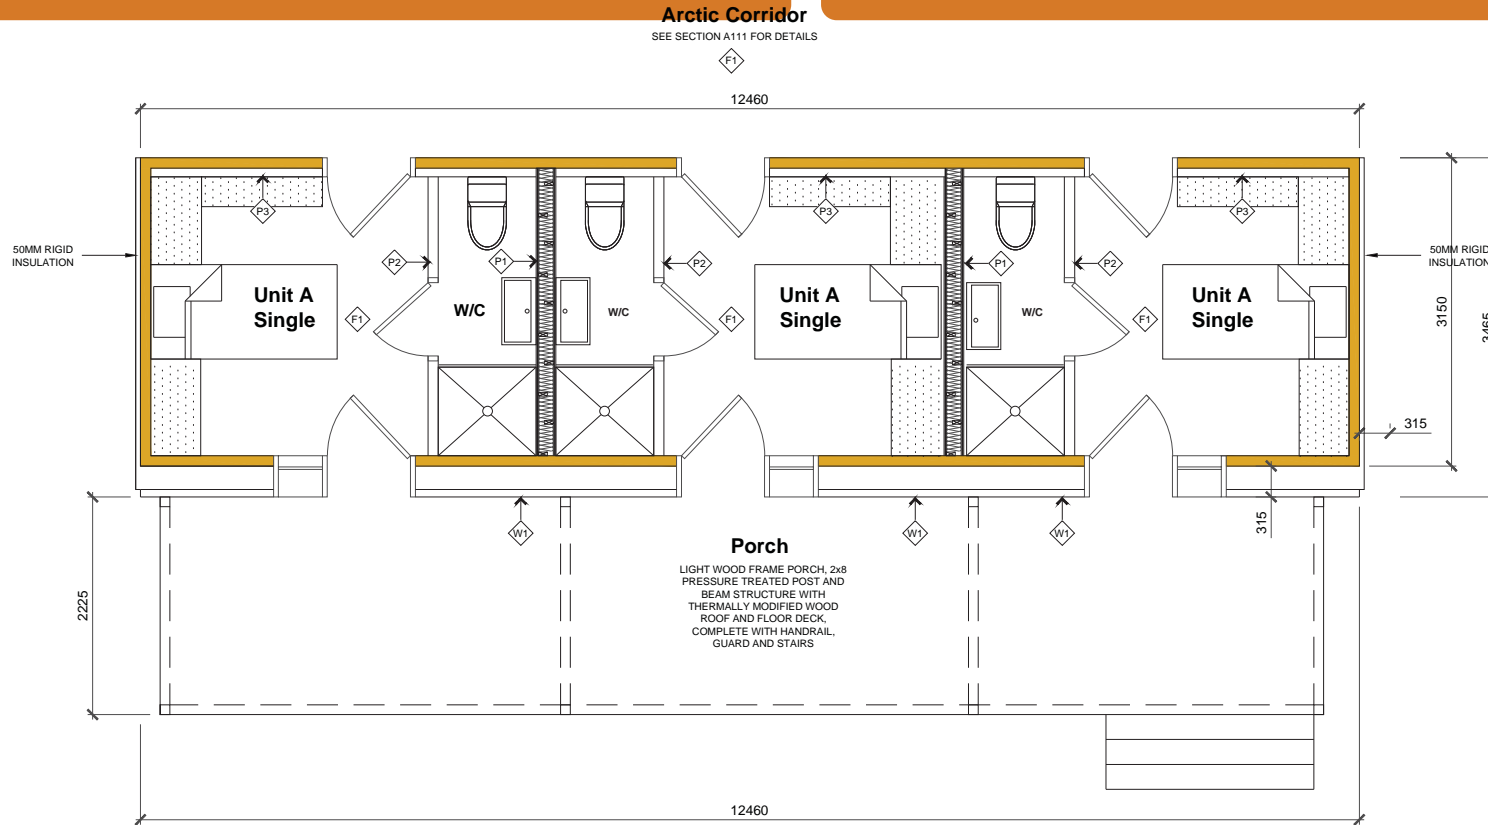 Arctic Corridor
SEE SECTION A111 FOR DETAILS
F1
12460
P3
P3
P3
50MM RIGID
INSULATION
P2
P1
P2
P1
P2
50MM RIGID
INSULATION
Unit A
Single
F1
W/C
W/C
F1
Unit A
Single
W/C
F1
Unit A
Single
3150
3465
315
315
W1
W1
W1
Porch
LIGHT WOOD FRAME PORCH, 2x8
PRESSURE TREATED POST AND
BEAM STRUCTURE WITH
THERMALLY MODIFIED WOOD
ROOF AND FLOOR DECK,
COMPLETE WITH HANDRAIL,
GUARD AND STAIRS
2225
12460